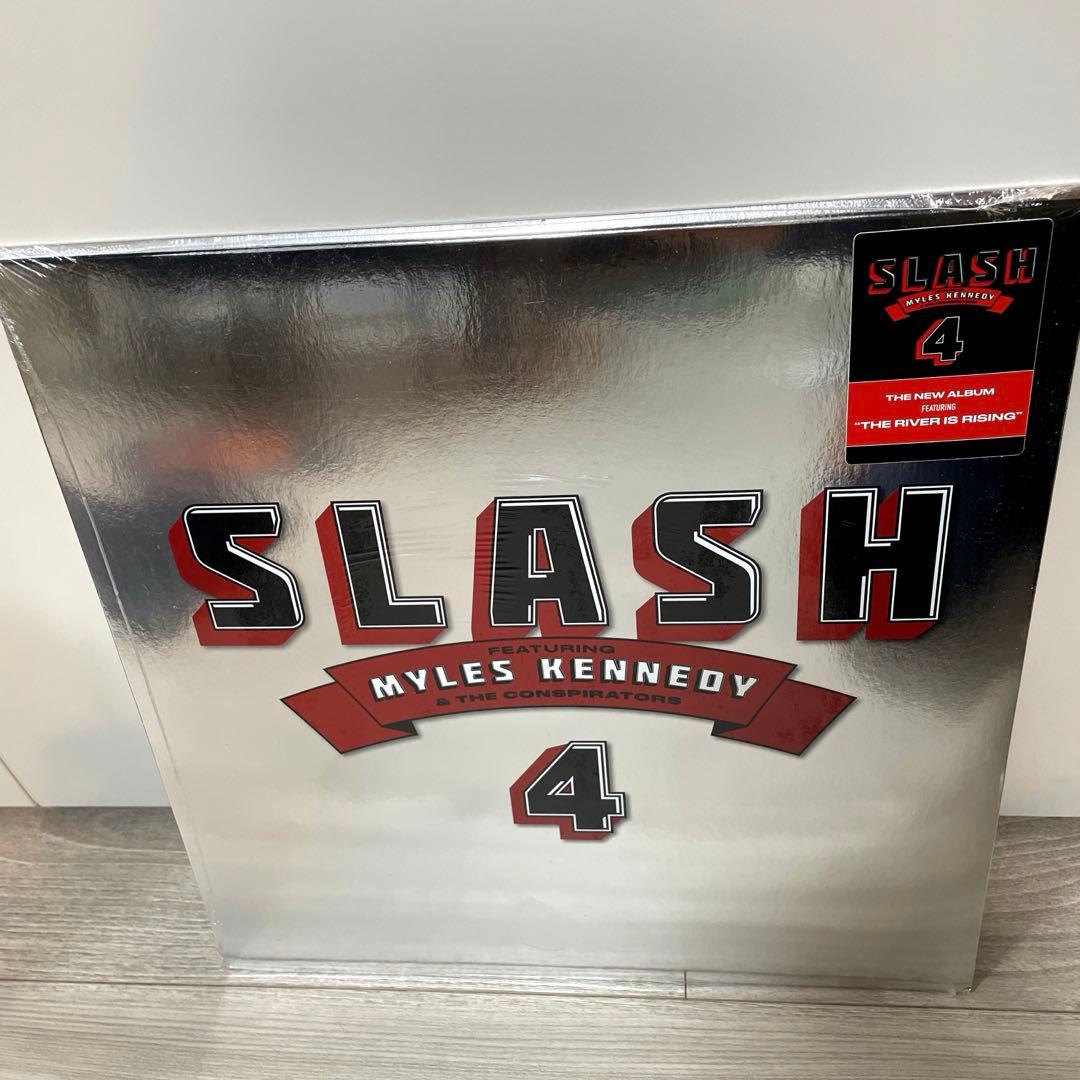 SLASH
MYLES KENNEDY
4
THE NEW ALBUM
FEATURING
"THE RIVER IS RISING"
SLASH
FEATURING
MYLES KENNEDY
& THE CONSPIRATORS
4